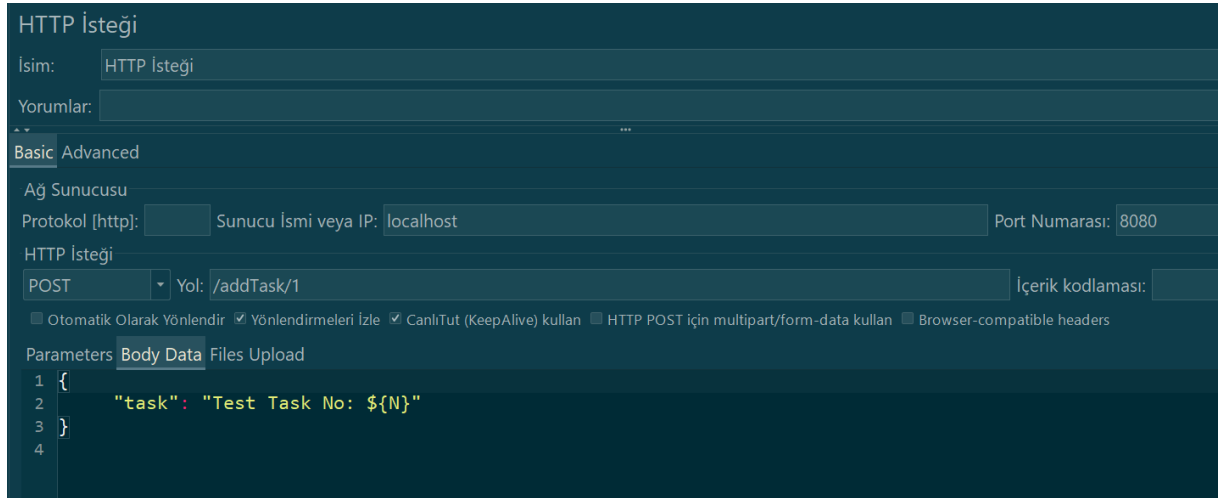 HTTP İsteği
İsim: HTTP İsteği
Yorumlar:
Basic Advanced
Ağ Sunucusu
Protokol [http]: Sunucu İsmi veya IP: localhost Port Numarası: 8080
HTTP İsteği
POST Yol: /addTask/1 İçerik kodlaması:
Otomatik Olarak Yönlendir Yönlendirmeleri İzle CanlıTut (KeepAlive) kullan HTTP POST için multipart/form-data kullan Browser-compatible headers
Parameters Body Data Files Upload
1 {
2 "task": "Test Task No: ${N}"
3 }
4